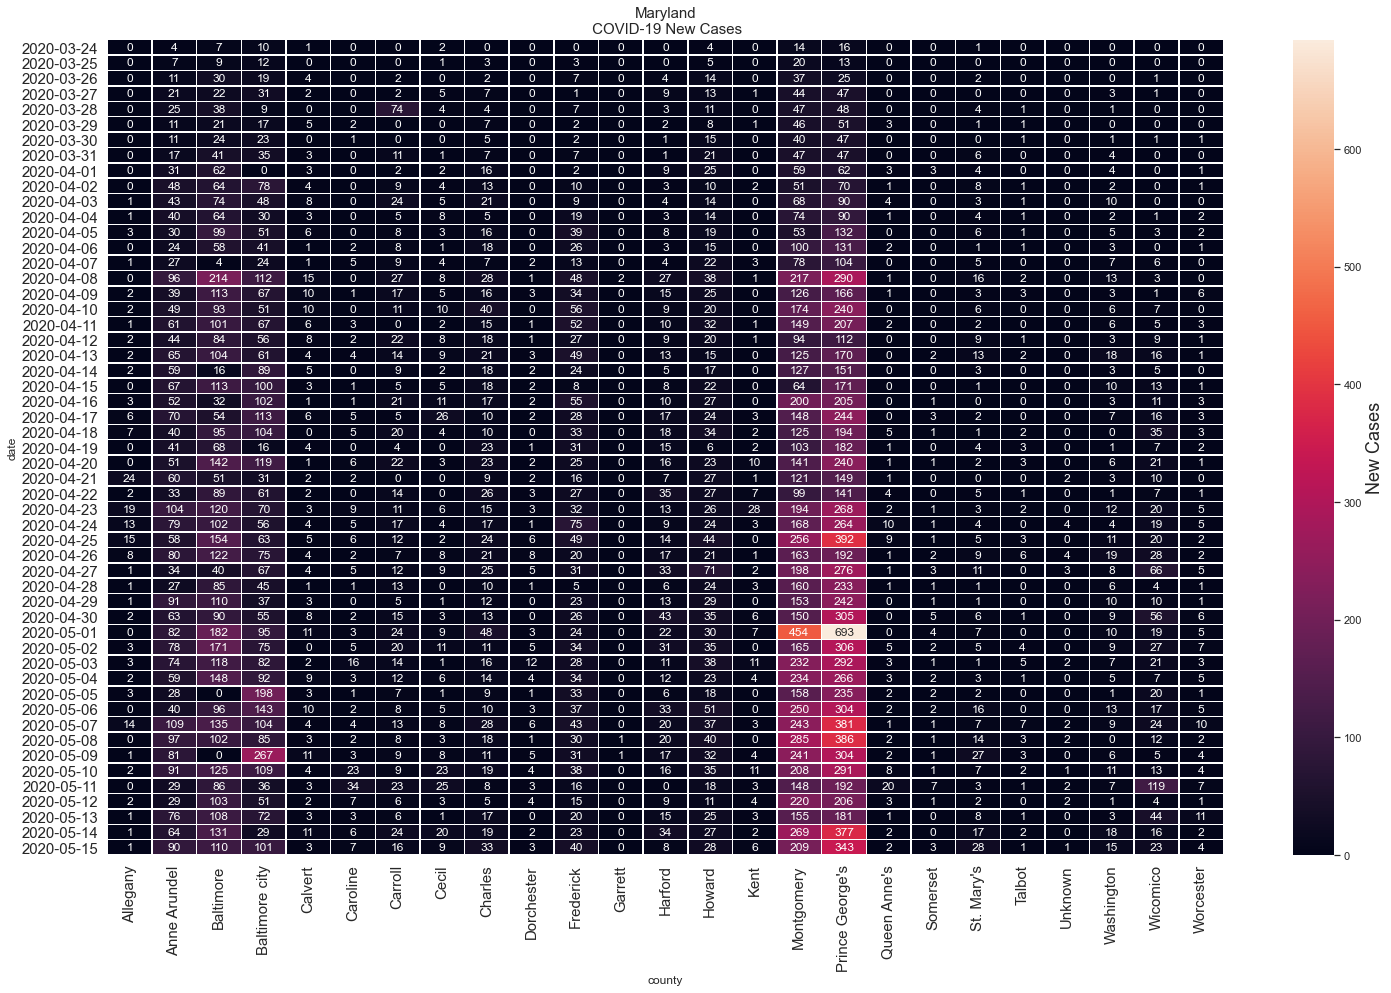 Maryland
COVID-19 New Cases
2020-03-24 0 4 7 10 1 0 0 2 0 0 0 0 0 4 0 14 16 0 0 1 0 0 0 0 0
2020-03-25 0 7 9 12 0 0 0 1 3 0 3 0 0 5 0 20 13 0 0 0 0 0 0 0 0
2020-03-26 0 11 30 19 4 0 2 0 2 0 7 0 4 14 0 37 25 0 0 2 0 0 0 1 0
2020-03-27 0 21 22 31 2 0 2 5 7 0 1 0 9 13 1 44 47 0 0 0 0 0 3 1 0
2020-03-28 0 25 38 9 0 0 74 4 4 0 7 0 3 11 0 47 48 0 0 4 1 0 1 0 0
2020-03-29 0 11 21 17 5 2 0 0 7 0 2 0 2 8 1 46 51 3 0 1 1 0 0 0 0
2020-03-30 0 11 24 23 0 1 0 0 5 0 2 0 1 15 0 40 47 0 0 0 1 0 1 1 1
2020-03-31 0 17 41 35 3 0 11 1 7 0 7 0 1 21 0 47 47 0 0 6 0 0 4 0 0
2020-04-01 0 31 62 0 3 0 2 2 16 0 2 0 9 25 0 59 62 3 3 4 0 0 4 0 1
2020-04-02 0 48 64 78 4 0 9 4 13 0 10 0 3 10 2 51 70 1 0 8 1 0 2 0 1
2020-04-03 1 43 74 48 8 0 24 5 21 0 9 0 4 14 0 68 90 4 0 3 1 0 10 0 0
2020-04-04 1 40 64 30 3 0 5 8 5 0 19 0 3 14 0 74 90 1 0 4 1 0 2 1 2
2020-04-05 3 30 99 51 6 0 8 3 16 0 39 0 8 19 0 53 132 0 0 6 1 0 5 3 2
2020-04-06 0 24 58 41 1 2 8 1 18 0 26 0 3 15 0 100 131 2 0 1 1 0 3 0 1
2020-04-07 1 27 4 24 1 5 9 4 7 2 13 0 4 22 3 78 104 0 0 5 0 0 7 6 0
2020-04-08 0 96 214 112 15 0 27 8 28 1 48 2 27 38 1 217 290 1 0 16 2 0 13 3 0
2020-04-09 2 39 113 67 10 1 17 5 16 3 34 0 15 25 0 126 166 1 0 3 3 0 3 1 6
2020-04-10 2 49 93 51 10 0 11 10 40 0 56 0 9 20 0 174 240 0 0 6 0 0 6 7 0
2020-04-11 1 61 101 67 6 3 0 2 15 1 52 0 10 32 1 149 207 2 0 2 0 0 6 5 3
2020-04-12 2 44 84 56 8 2 22 8 18 1 27 0 9 20 1 94 112 0 0 9 1 0 3 9 1
2020-04-13 2 65 104 61 4 4 14 9 21 3 49 0 13 15 0 125 170 0 2 13 2 0 18 16 1
2020-04-14 2 59 16 89 5 0 9 2 18 2 24 0 5 17 0 127 151 0 0 3 0 0 3 5 0
2020-04-15 0 67 113 100 3 1 5 5 18 2 8 0 8 22 0 64 171 0 0 1 0 0 10 13 1
2020-04-16 3 52 32 102 1 1 21 11 17 2 55 0 10 27 0 200 205 0 1 0 0 0 3 11 3
2020-04-17 6 70 54 113 6 5 5 26 10 2 28 0 17 24 3 148 244 0 3 2 0 0 7 16 3
2020-04-18 7 40 95 104 0 5 20 4 10 0 33 0 18 34 2 125 194 5 1 1 2 0 0 35 3
2020-04-19 0 41 68 16 4 0 4 0 23 1 31 0 15 6 2 103 182 1 0 4 3 0 1 7 2
2020-04-20 0 51 142 119 1 6 22 3 23 2 25 0 16 23 10 141 240 1 1 2 3 0 6 21 1
2020-04-21 24 60 51 31 2 2 0 0 9 2 16 0 7 27 1 121 149 1 0 0 0 2 3 10 0
2020-04-22 2 33 89 61 2 0 14 0 26 3 27 0 35 27 7 99 141 4 0 5 1 0 1 7 1
2020-04-23 19 104 120 70 3 9 11 6 15 3 32 0 13 26 28 194 268 2 1 3 2 0 12 20 5
2020-04-24 13 79 102 56 4 5 17 4 17 1 75 0 9 24 3 168 264 10 1 4 0 4 4 19 5
2020-04-25 15 58 154 63 5 6 12 2 24 6 49 0 14 44 0 256 392 9 1 5 3 0 11 20 2
2020-04-26 8 80 122 75 4 2 7 8 21 8 20 0 17 21 1 163 192 1 2 9 6 4 19 28 2
2020-04-27 1 34 40 67 4 5 12 9 25 5 31 0 33 71 2 198 276 1 3 11 0 3 8 66 5
2020-04-28 1 27 85 45 1 1 13 0 10 1 5 0 6 24 3 160 233 1 1 1 0 0 6 4 1
2020-04-29 1 91 110 37 3 0 5 1 12 0 23 0 13 29 0 153 242 0 1 1 0 0 10 10 1
2020-04-30 2 63 90 55 8 2 15 3 13 0 26 0 43 35 6 150 305 0 5 6 1 0 9 56 6
2020-05-01 0 82 182 95 11 3 24 9 48 3 24 0 22 30 7 454 693 0 4 7 0 0 10 19 5
2020-05-02 3 78 171 75 0 5 20 11 11 5 34 0 31 35 0 165 306 5 2 5 4 0 9 27 7
2020-05-03 3 74 118 82 2 16 14 1 16 12 28 0 11 38 11 232 292 3 1 1 5 2 7 21 3
2020-05-04 2 59 148 92 9 3 12 6 14 4 34 0 12 23 4 234 266 3 2 3 1 0 5 7 5
2020-05-05 3 28 0 198 3 1 7 1 9 1 33 0 6 18 0 158 235 2 2 2 0 0 1 20 1
2020-05-06 0 40 96 143 10 2 8 5 10 3 37 0 33 51 0 250 304 2 2 16 0 0 13 17 5
2020-05-07 14 109 135 104 4 4 13 8 28 6 43 0 20 37 3 243 381 1 1 7 7 2 9 24 10
2020-05-08 0 97 102 85 3 2 8 3 18 1 30 1 20 40 0 285 386 2 1 14 3 2 0 12 2
2020-05-09 1 81 0 267 11 3 9 8 11 5 31 1 17 32 4 241 304 2 1 27 3 0 6 5 4
2020-05-10 2 91 125 109 4 23 9 23 19 4 38 0 16 35 11 208 291 8 1 7 2 1 11 13 4
2020-05-11 0 29 86 36 3 34 23 25 8 3 16 0 0 18 3 148 192 20 7 3 1 2 7 119 7
2020-05-12 2 29 103 51 2 7 6 3 5 4 15 0 9 11 4 220 206 3 1 2 0 2 1 4 1
2020-05-13 1 76 108 72 3 3 6 1 17 0 20 0 15 25 3 155 181 1 0 8 1 0 3 44 11
2020-05-14 1 64 131 29 11 6 24 20 19 2 23 0 34 27 2 269 377 2 0 17 2 0 18 16 2
2020-05-15 1 90 110 101 3 7 16 9 33 3 40 0 8 28 6 209 343 2 3 28 1 1 15 23 4
date
Allegany
Anne Arundel
Baltimore
Baltimore city
Calvert
Caroline
Carroll
Cecil
Charles
Dorchester
Frederick
Garrett
Harford
Howard
Kent
Montgomery
Prince George's
Queen Anne's
Somerset
St. Mary's
Talbot
Unknown
Washington
Wicomico
Worcester
county
600
500
400
300
200
100
0
New Cases